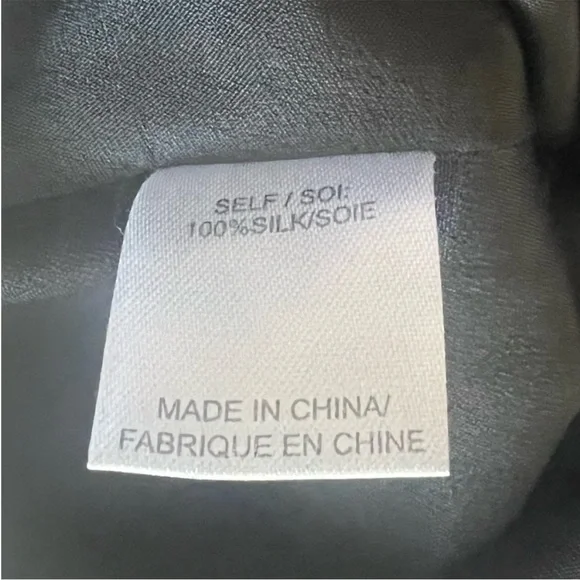 SELF / SOI:
100%SILK/SOIE
MADE IN CHINA/
FABRIQUE EN CHINE